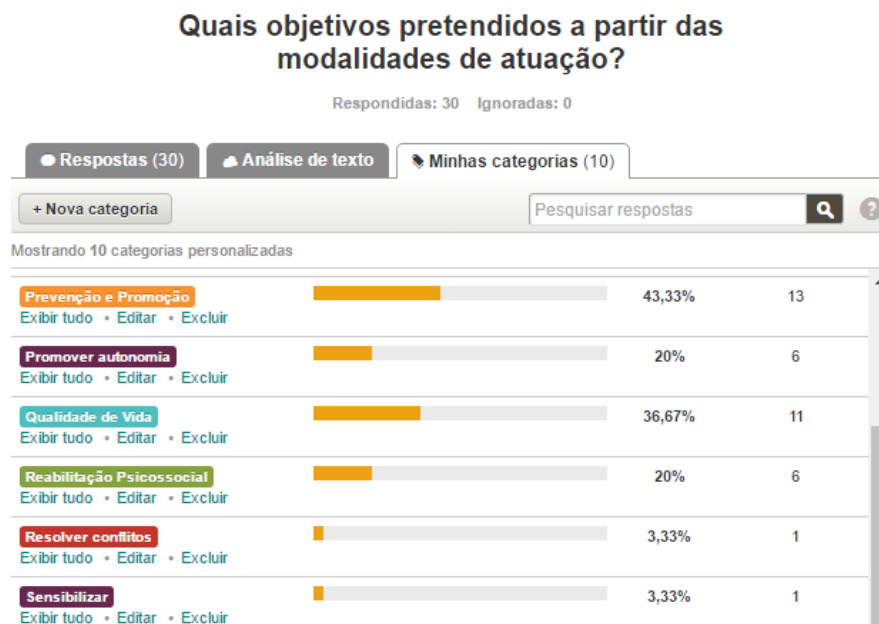 Quais objetivos pretendidos a partir das
modalidades de atuação?
Respondidas: 30 Ignoradas: 0
Respostas (30) Análise de texto Minhas categorias (10)
+ Nova categoria Pesquisar respostas ?
Mostrando 10 categorias personalizadas
Prevenção e Promoção 43,33% 13
Exibir tudo • Editar • Excluir
Promover autonomia 20% 6
Exibir tudo • Editar • Excluir
Qualidade de Vida 36,67% 11
Exibir tudo • Editar • Excluir
Reabilitação Psicossocial 20% 6
Exibir tudo • Editar • Excluir
Resolver conflitos 3,33% 1
Exibir tudo • Editar • Excluir
Sensibilizar 3,33% 1
Exibir tudo • Editar • Excluir